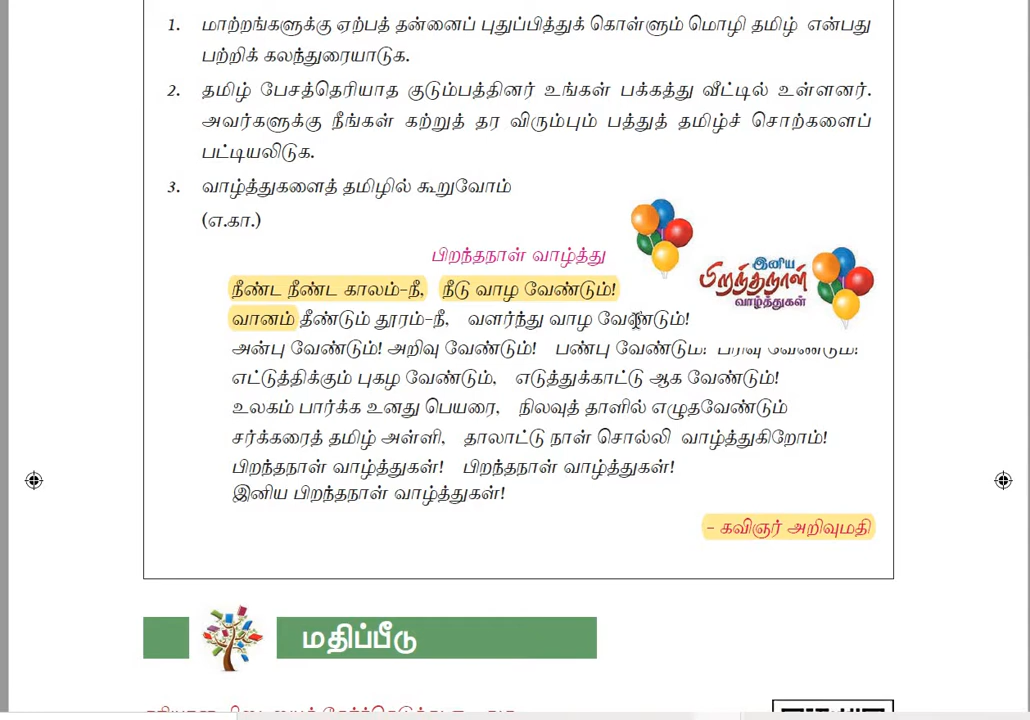 1. மாற்றங்களுக்கு ஏற்பத் தன்னைப் புதுப்பித்துக் கொள்ளும் மொழி தமிழ் என்பது
பற்றிக் கலந்துரையாடுக.
2. தமிழ் பேசத்தெரியாத குடும்பத்தினர் உங்கள் பக்கத்து வீட்டில் உள்ளனர்.
அவர்களுக்கு நீங்கள் கற்றுத் தர விரும்பும் பத்துத் தமிழ்ச் சொற்களைப்
பட்டியலிடுக.
3. வாழ்த்துகளைத் தமிழில் கூறுவோம்
(எ.கா.)
பிறந்தநாள் வாழ்த்து
இனிய
பிறந்தநாள்
வாழ்த்துகள்
நீண்ட நீண்ட காலம்-நீ, நீடு வாழ வேண்டும்!
வானம் தீண்டும் தூரம்-நீ, வளர்ந்து வாழ வேண்டும்!
அன்பு வேண்டும்! அறிவு வேண்டும்! பண்பு வேண்டும்! பரிவு வேண்டும்!
எட்டுத்திக்கும் புகழ வேண்டும், எடுத்துக்காட்டு ஆக வேண்டும்!
உலகம் பார்க்க உனது பெயரை, நிலவுத் தாளில் எழுதவேண்டும்
சர்க்கரைத் தமிழ் அள்ளி, தாலாட்டு நாள் சொல்லி வாழ்த்துகிறோம்!
பிறந்தநாள் வாழ்த்துகள்! பிறந்தநாள் வாழ்த்துகள்!
இனிய பிறந்தநாள் வாழ்த்துகள்!
- கவிஞர் அறிவுமதி
மதிப்பீடு